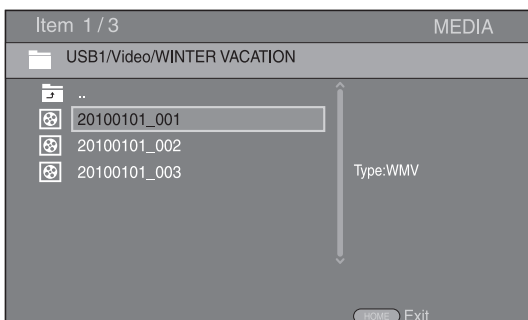 Item 1/3 MEDIA
USB1/Video/WINTER VACATION
..
20100101_001
20100101_002
20100101_003
Type:WMV
HOME Exit